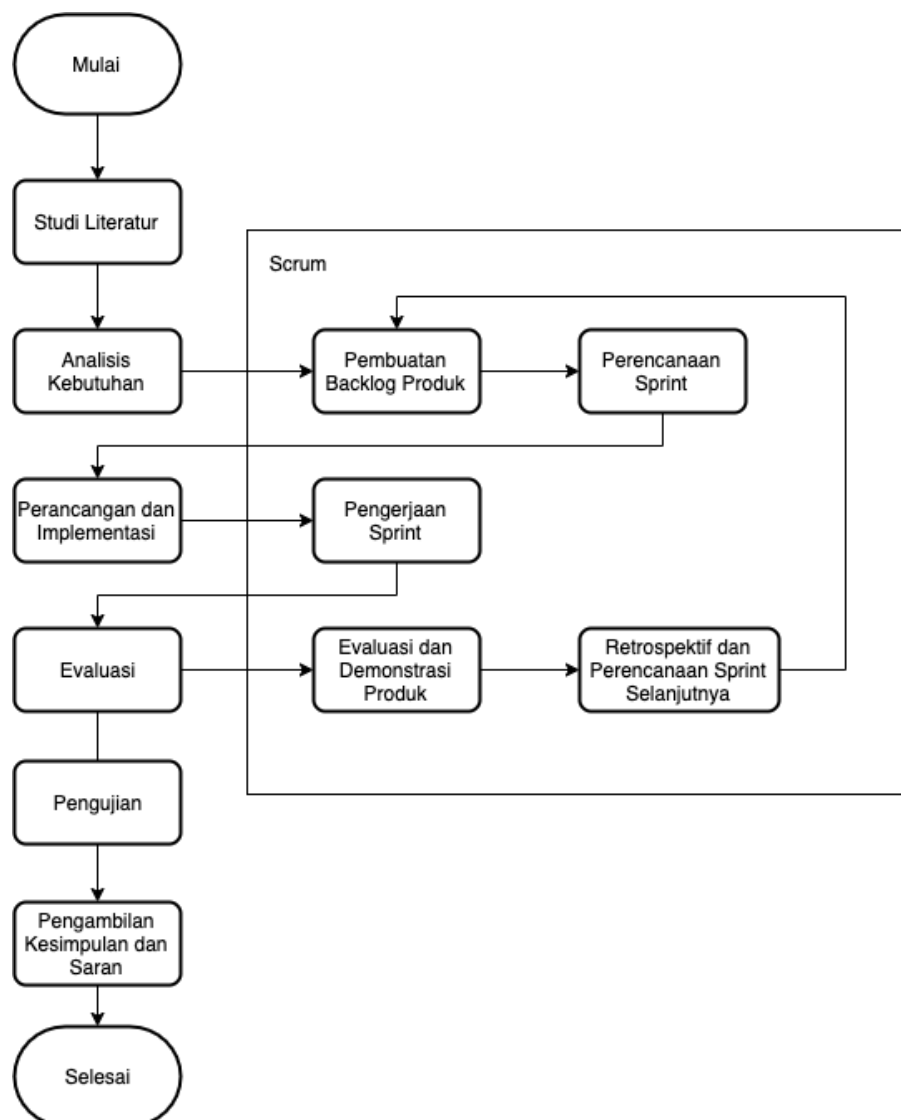 Mulai
Studi Literatur
Scrum
Analisis
Kebutuhan
Pembuatan
Backlog Produk
Perencanaan
Sprint
Perancangan dan
Implementasi
Pengerjaan
Sprint
Evaluasi
Evaluasi dan
Demonstrasi
Produk
Retrospektif dan
Perencanaan Sprint
Selanjutnya
Pengujian
Pengambilan
Kesimpulan dan
Saran
Selesai